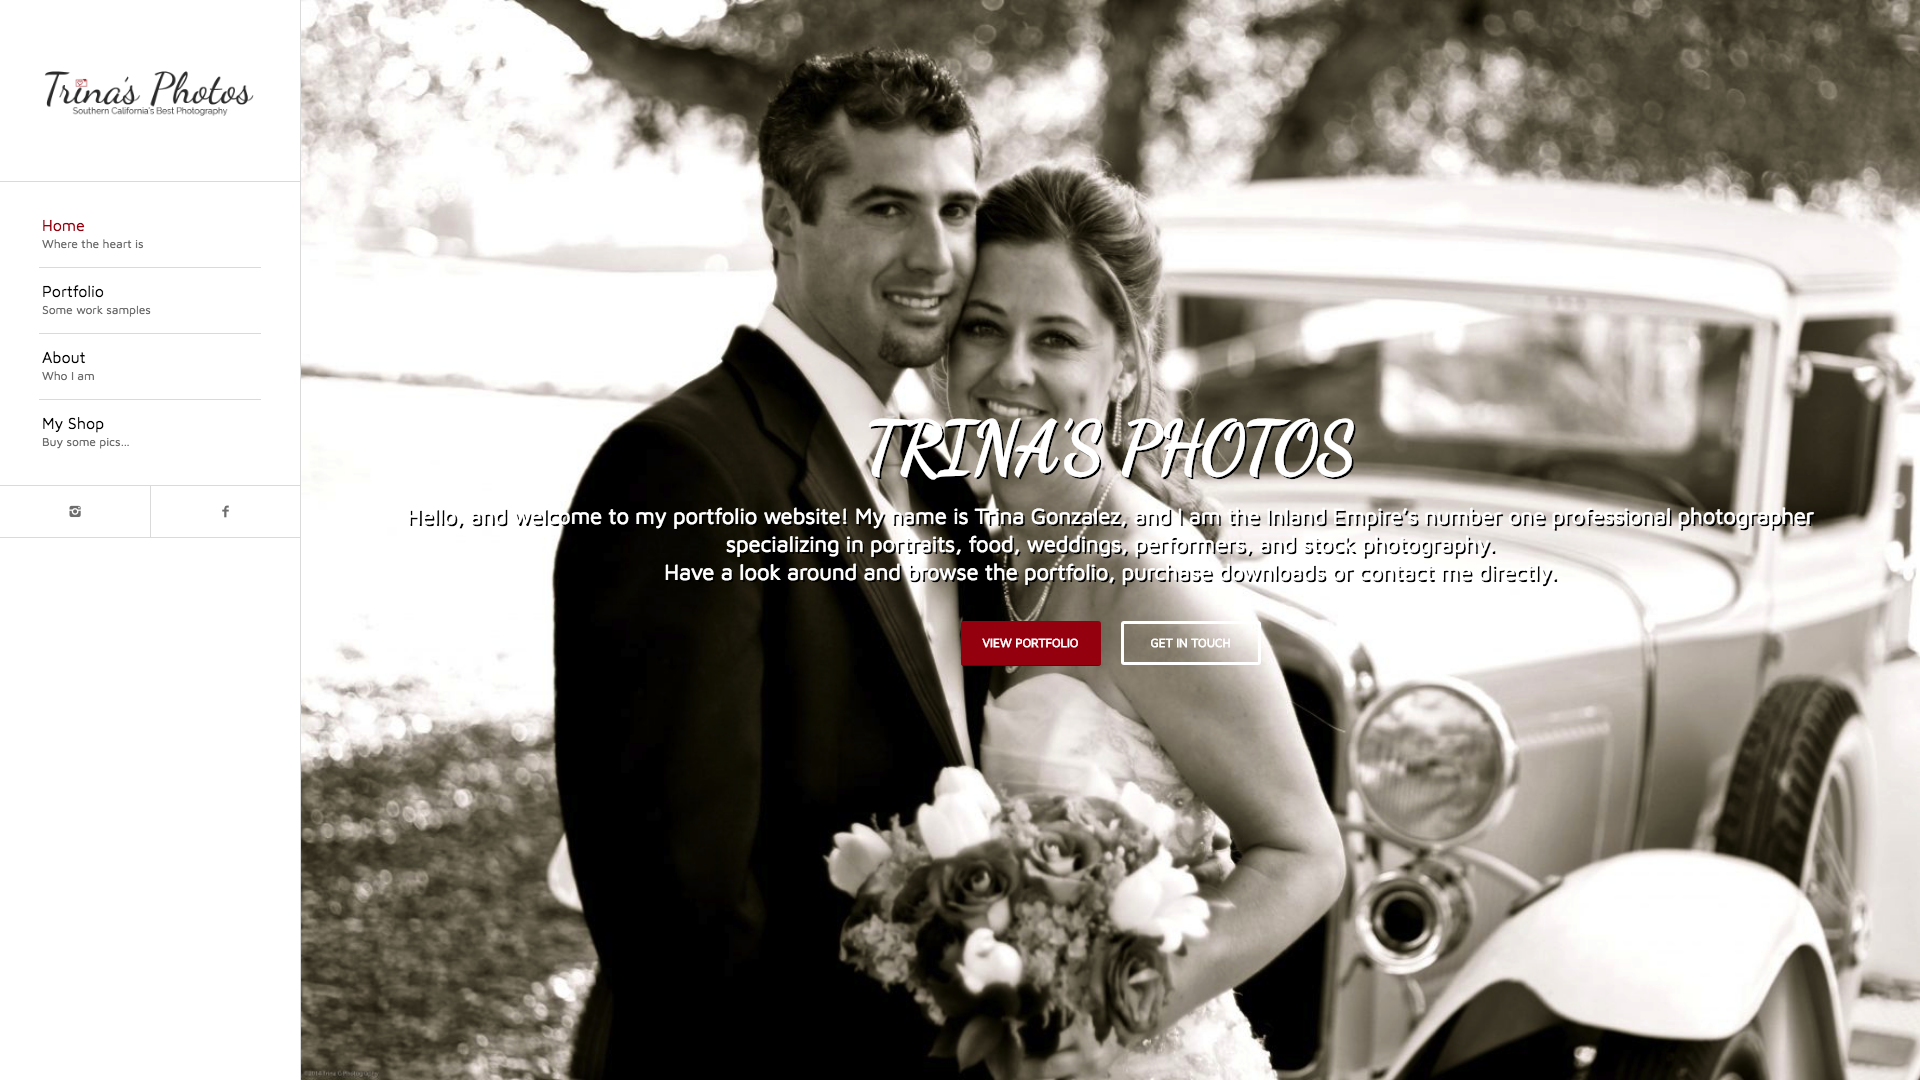 Trina's Photos
Southern California's Best Photography
Home
Where the heart is
Portfolio
Some work samples
About
Who I am
My Shop
Buy some pics...
TRINA'S PHOTOS
Hello, and welcome to my portfolio website! My name is Trina Gonzalez, and I am the Inland Empire's number one professional photographer
specializing in portraits, food, weddings, performers, and stock photography.
Have a look around and browse the portfolio, purchase downloads or contact me directly.
VIEW PORTFOLIO
GET IN TOUCH